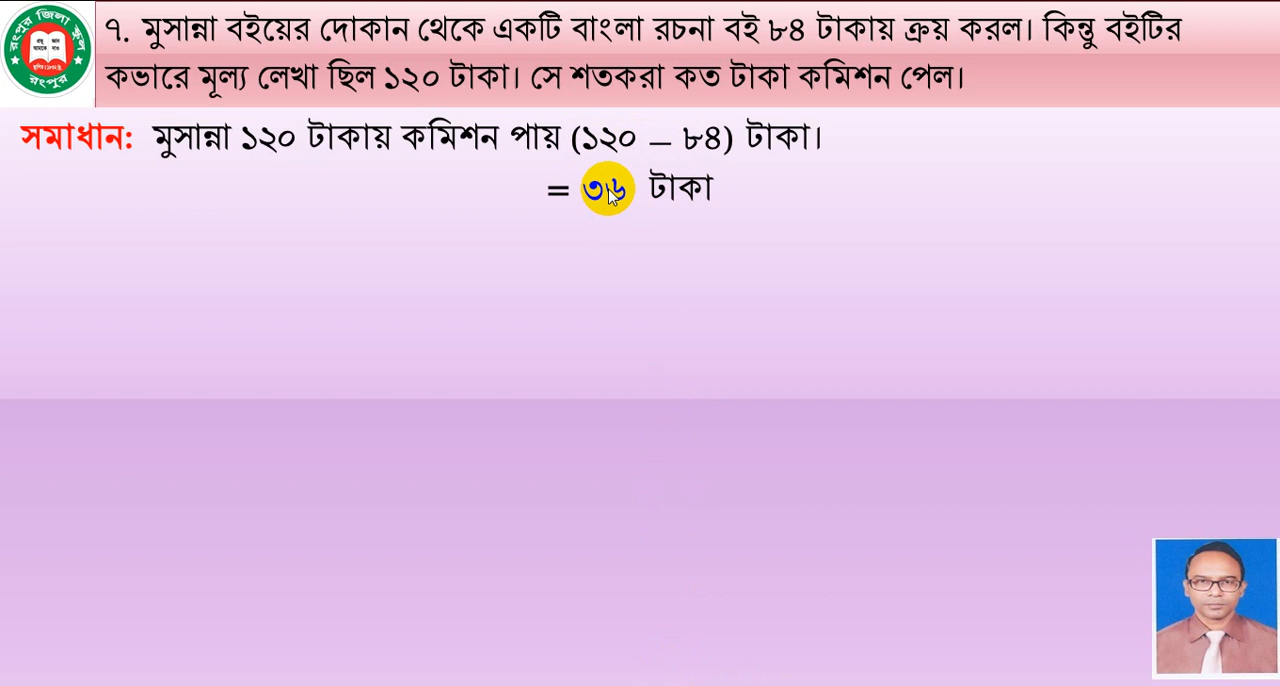 রংপুর জিলা স্কুল
রংপুর
৭. মুসান্না বইয়ের দোকান থেকে একটি বাংলা রচনা বই ৮৪ টাকায় ক্রয় করল। কিন্তু বইটির
কভারে মূল্য লেখা ছিল ১২০ টাকা। সে শতকরা কত টাকা কমিশন পেল।
সমাধান: মুসান্না ১২০ টাকায় কমিশন পায় (১২০ – ৮৪) টাকা।
= ৩৬ টাকা